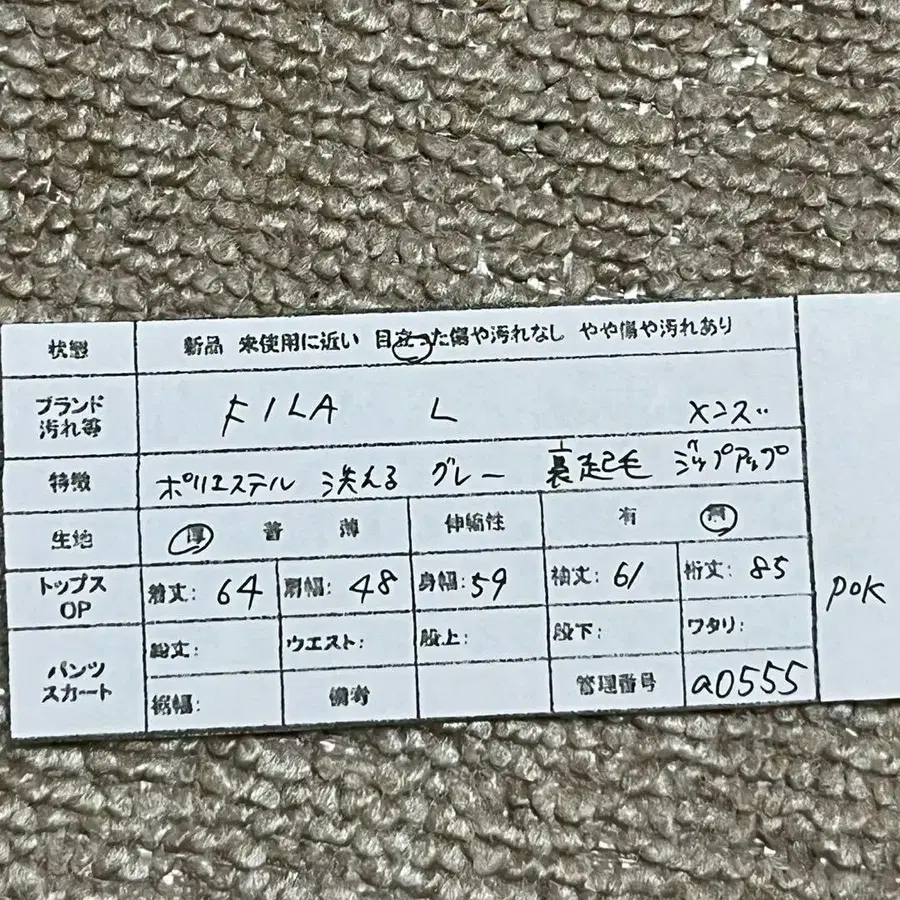 状態 新品 未使用に近い 目立った傷や汚れなし やや傷や汚れあり
ブランド
汚れ等 FILA L メンズ
特徴 ポリエステル 洗える グレー 裏起毛 ジップアップ
生地 厚 普 薄 伸縮性 有 無
トップス
OP 着丈: 64 肩幅: 48 身幅: 59 袖丈: 61 裄丈: 85
パンツ
スカート 総丈: ウエスト: 股上: 股下: ワタリ:
裾幅: 備考 管理番号 a0555
POK